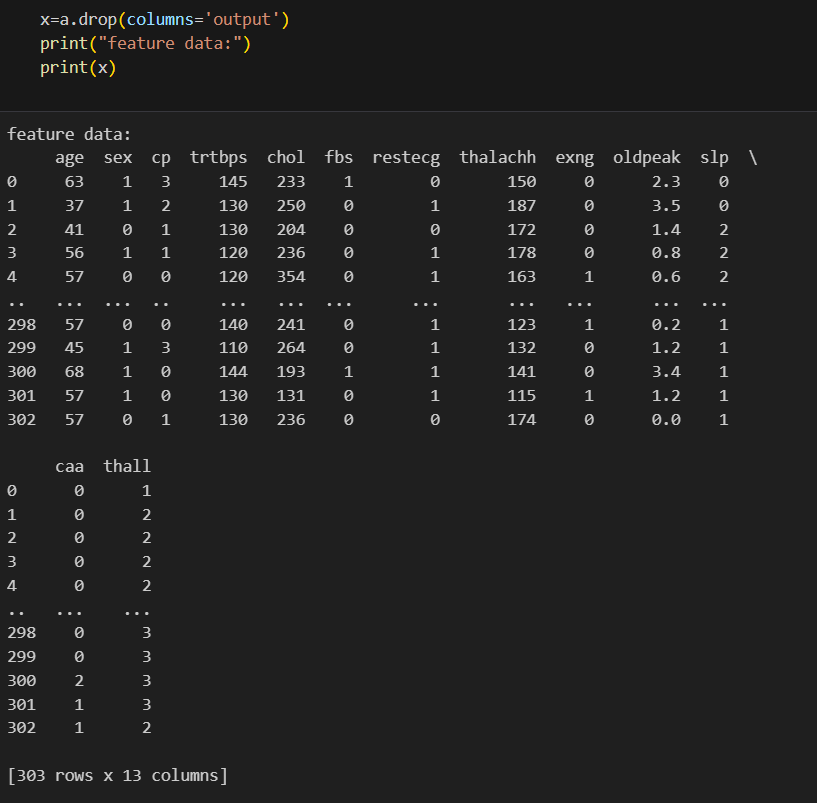 x=a.drop(columns='output')
print("feature data:")
print(x)
feature data:
     age  sex  cp  trtbps  chol  fbs  restecg  thalachh  exng  oldpeak  slp  \
0     63    1   3     145   233    1        0       150     0      2.3    0
1     37    1   2     130   250    0        1       187     0      3.5    0
2     41    0   1     130   204    0        0       172     0      1.4    2
3     56    1   1     120   236    0        1       178     0      0.8    2
4     57    0   0     120   354    0        1       163     1      0.6    2
..   ...  ...  ..     ...   ...  ...      ...       ...   ...      ...  ...
298   57    0   0     140   241    0        1       123     1      0.2    1
299   45    1   3     110   264    0        1       132     0      1.2    1
300   68    1   0     144   193    1        1       141     0      3.4    1
301   57    1   0     130   131    0        1       115     1      1.2    1
302   57    0   1     130   236    0        0       174     0      0.0    1
     caa  thall
0      0      1
1      0      2
2      0      2
3      0      2
4      0      2
..   ...    ...
298    0      3
299    0      3
300    2      3
301    1      3
302    1      2
[303 rows x 13 columns]